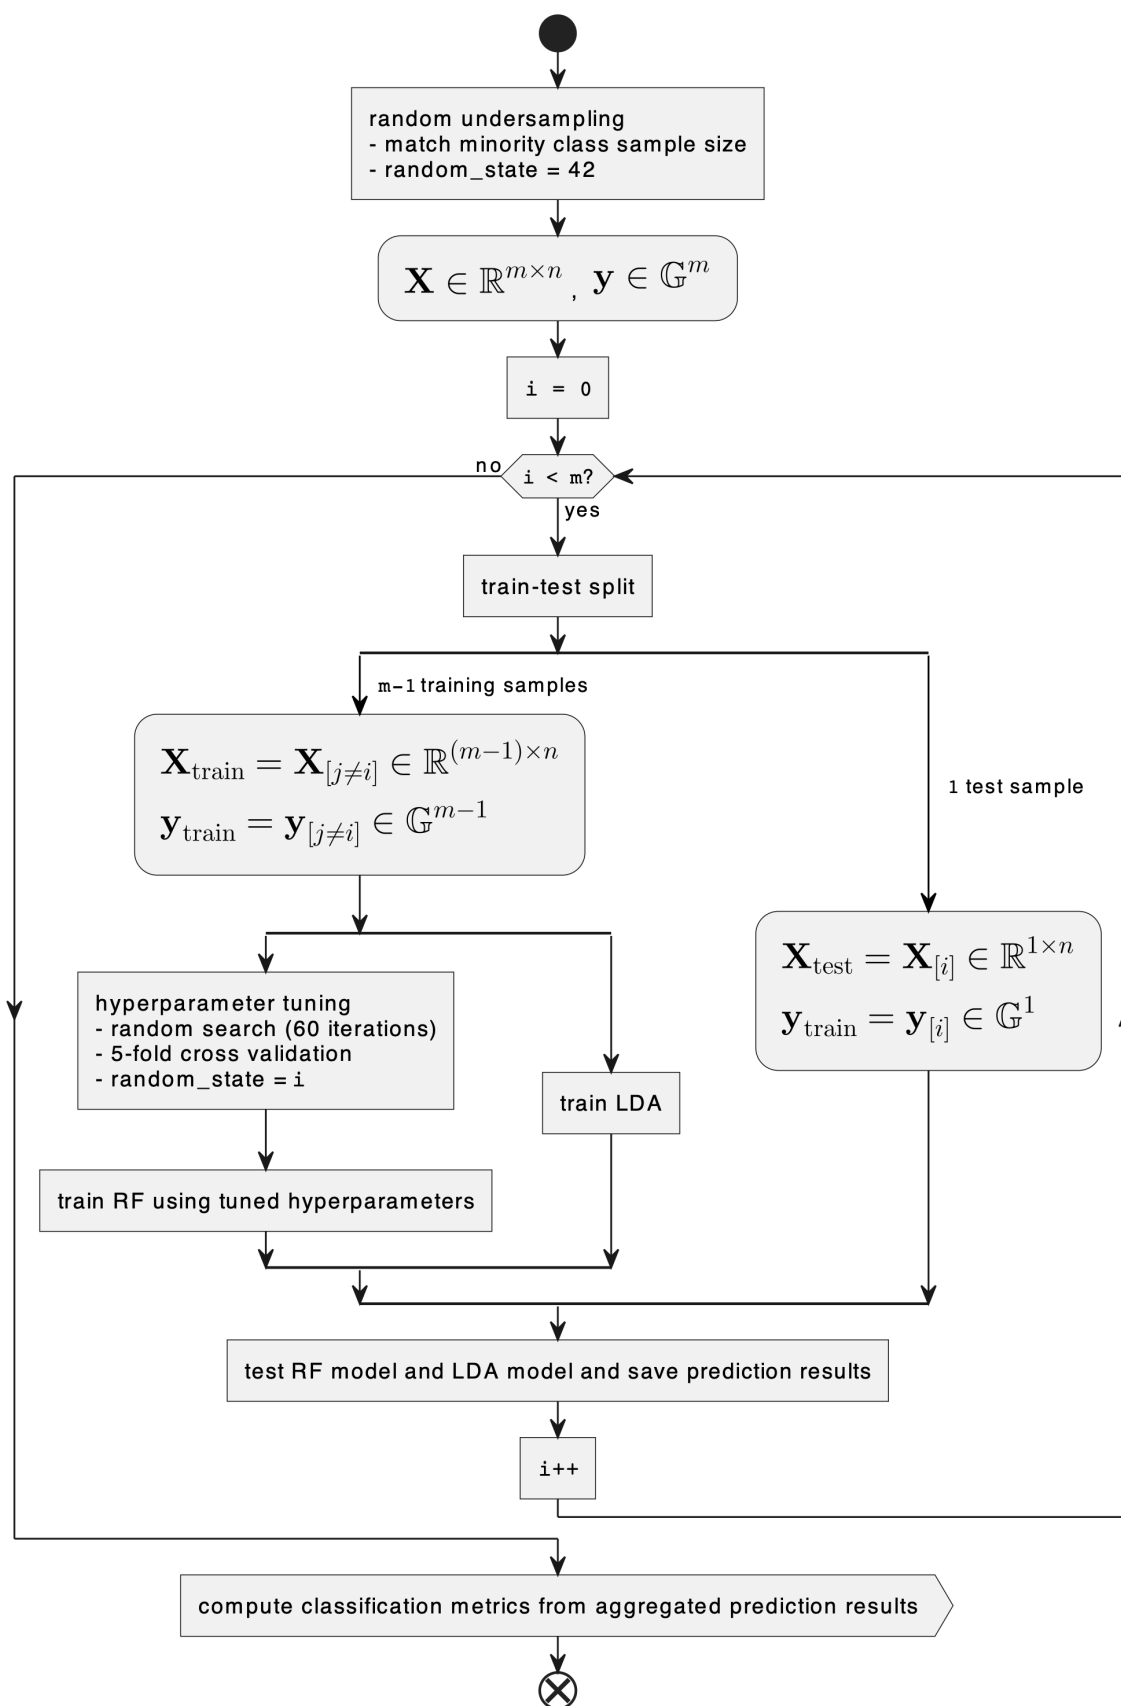 random undersampling
- match minority class sample size
- random_state = 42
𝐗 ∈ ℝ^{m×n} , 𝐲 ∈ 𝔾^m
i = 0
no
i < m?
yes
train-test split
m-1 training samples
𝐗_train = 𝐗_[j≠i] ∈ ℝ^{(m−1)×n}
𝐲_train = 𝐲_[j≠i] ∈ 𝔾^{m−1}
1 test sample
𝐗_test = 𝐗_[i] ∈ ℝ^{1×n}
𝐲_train = 𝐲_[i] ∈ 𝔾^1
hyperparameter tuning
- random search (60 iterations)
- 5-fold cross validation
- random_state = i
train LDA
train RF using tuned hyperparameters
test RF model and LDA model and save prediction results
i++
compute classification metrics from aggregated prediction results